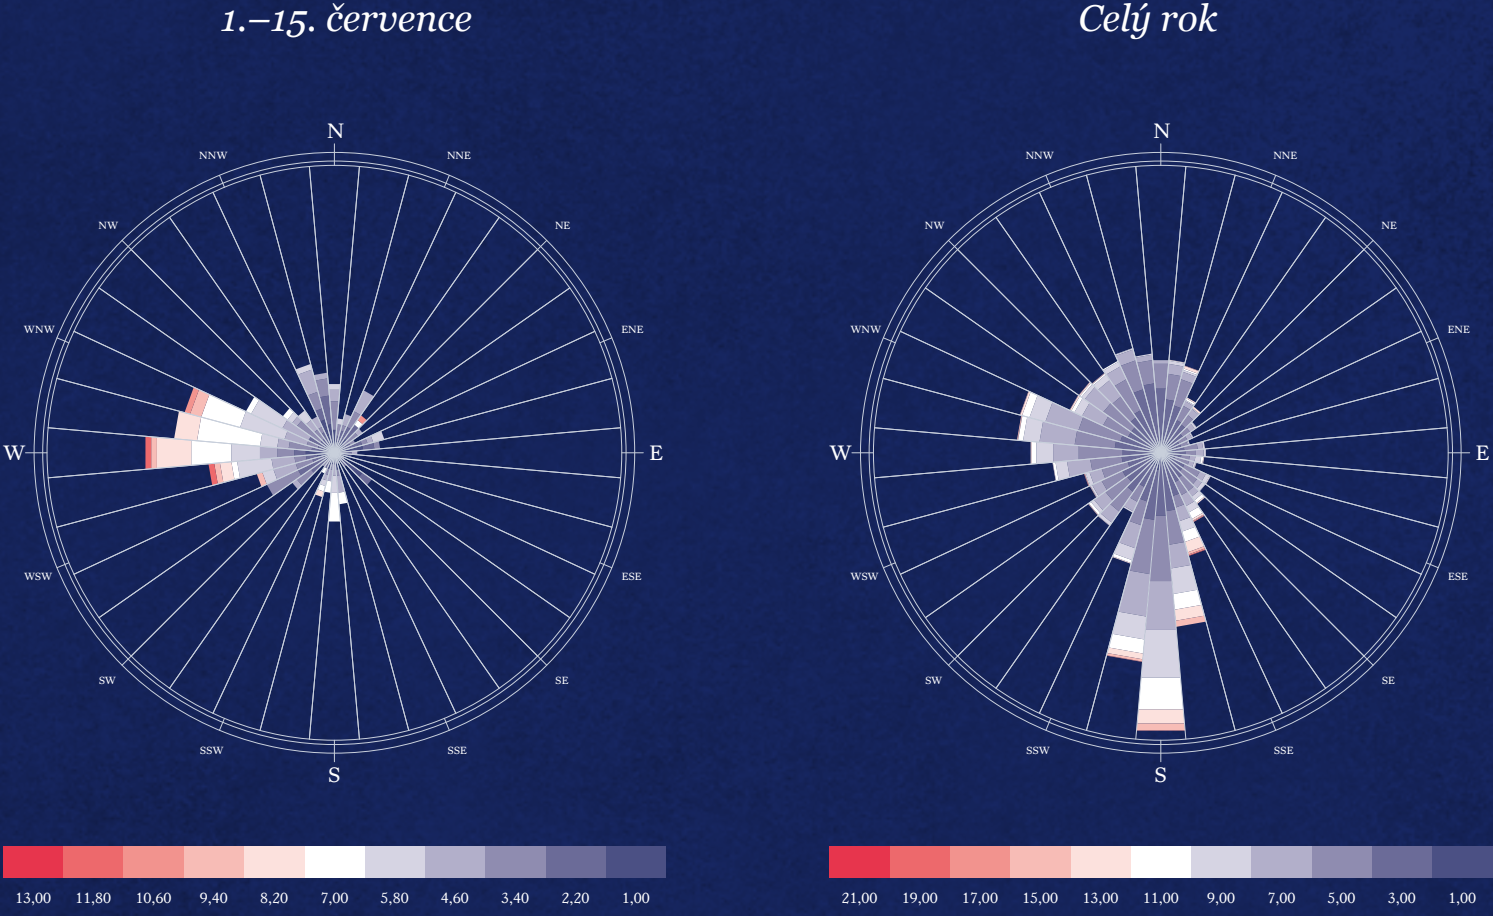 1.–15. července
Celý rok
N
NNW
NNE
NW
NE
WNW
ENE
W
E
WSW
ESE
SW
SE
SSW
SSE
S
N
NNW
NNE
NW
NE
WNW
ENE
W
E
WSW
ESE
SW
SE
SSW
SSE
S
13,00 11,80 10,60 9,40 8,20 7,00 5,80 4,60 3,40 2,20 1,00
21,00 19,00 17,00 15,00 13,00 11,00 9,00 7,00 5,00 3,00 1,00